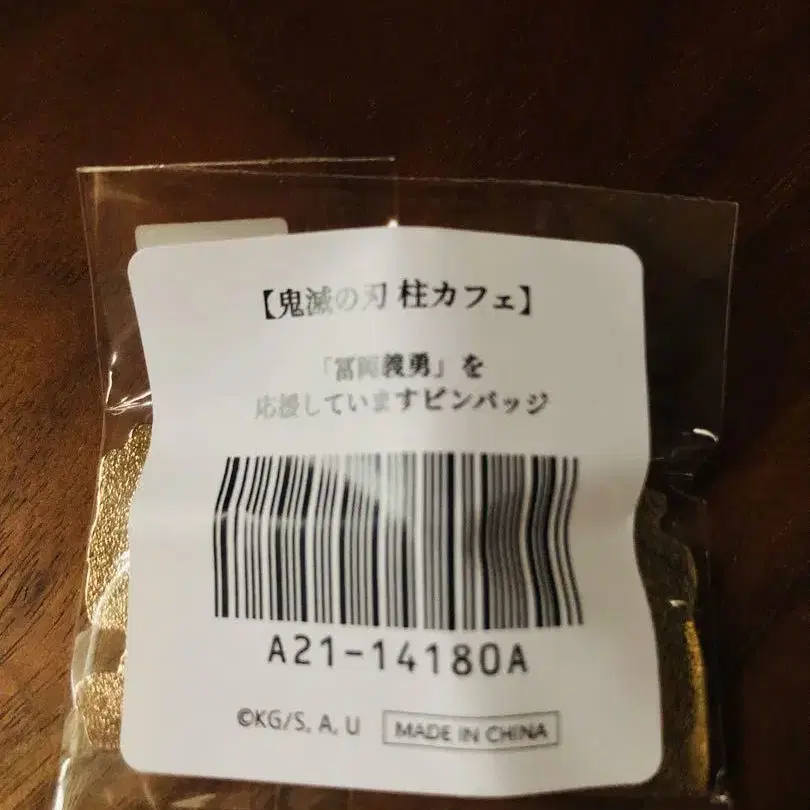 【鬼滅の刃 柱カフェ】
「冨岡義勇」を
応援していますピンバッジ
A21-14180A
©KG/S, A, U
MADE IN CHINA